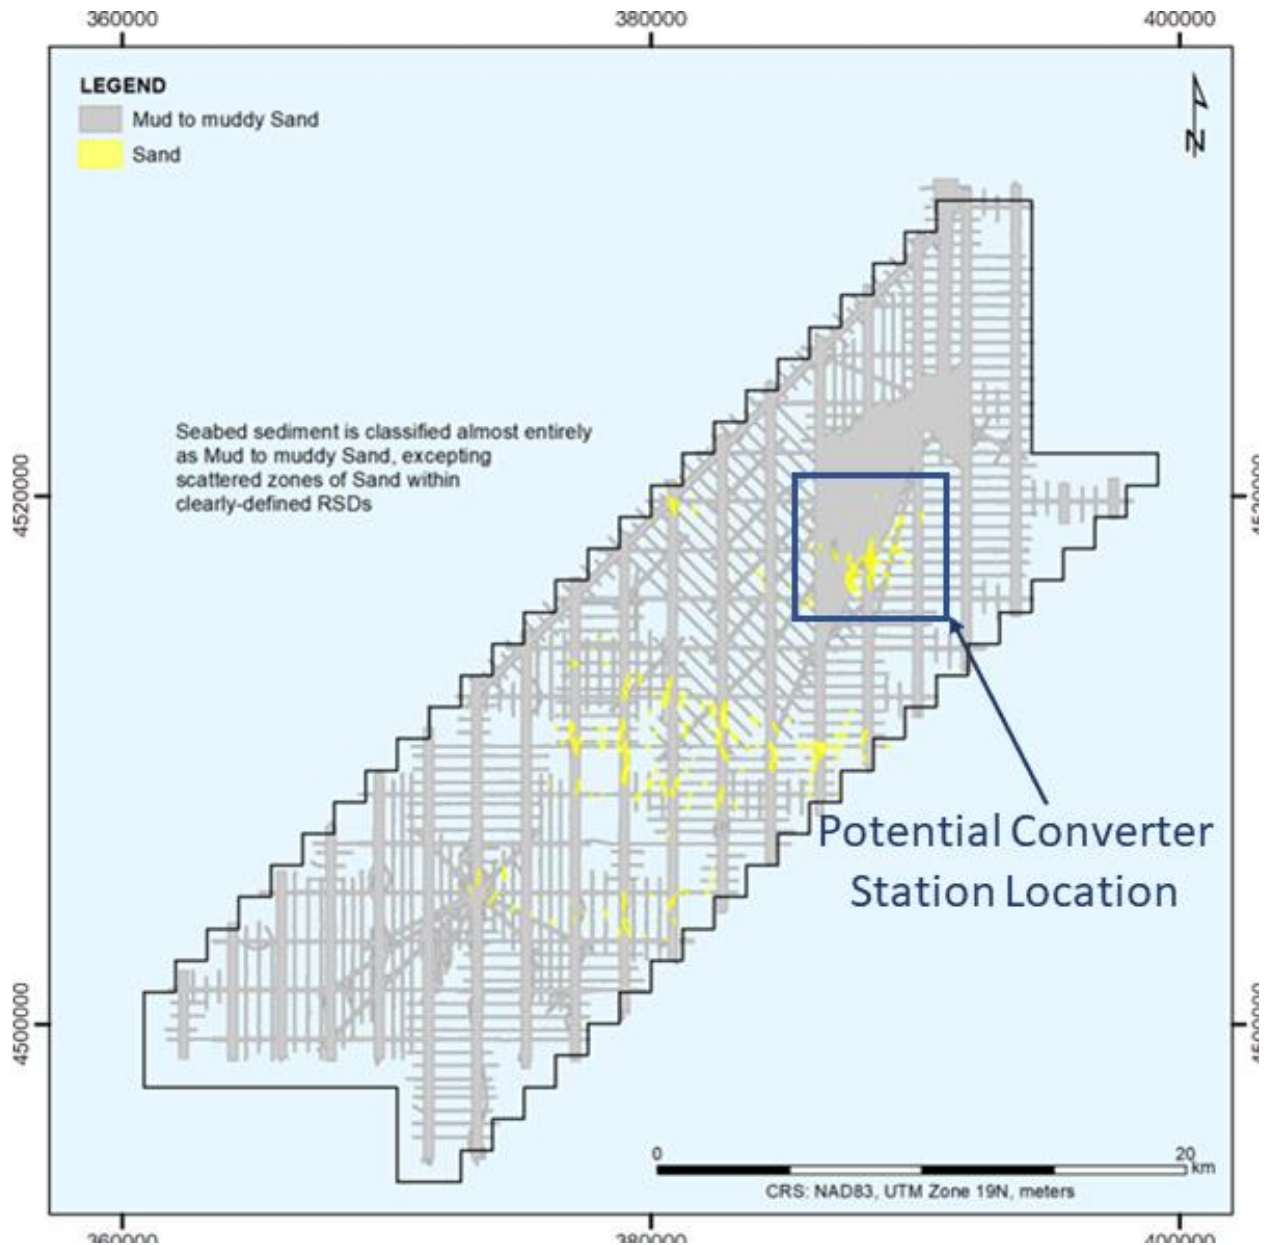 360000 380000 400000
LEGEND
Mud to muddy Sand
Sand
N
Seabed sediment is classified almost entirely
as Mud to muddy Sand, excepting
scattered zones of Sand within
clearly-defined RSDs
4520000
4520000
Potential Converter
Station Location
4500000
4500000
0 20
km
CRS: NAD83, UTM Zone 19N, meters
360000 380000 400000